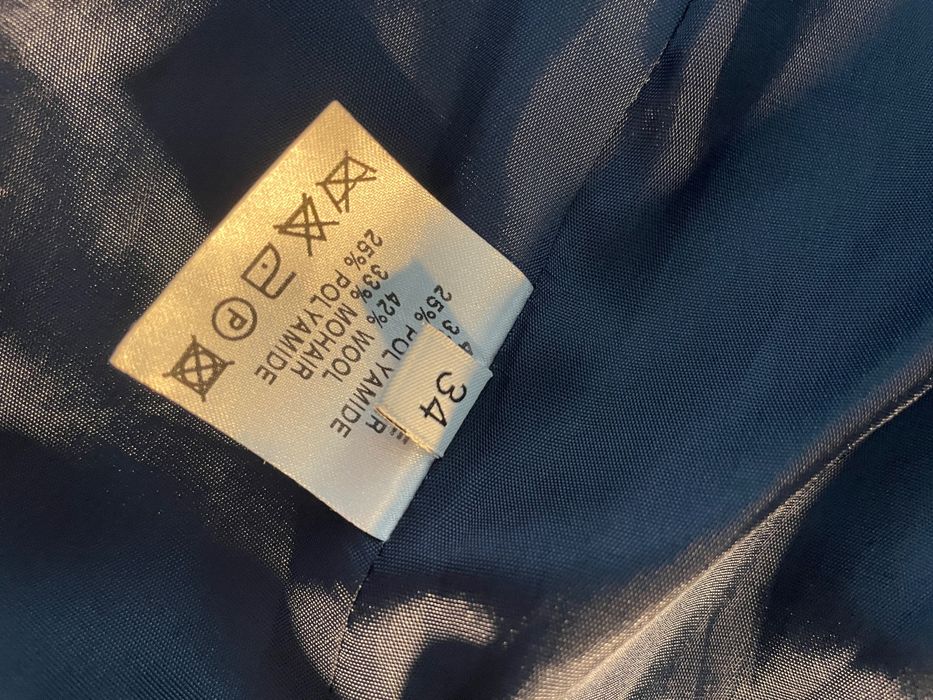 34
25% POLYAMIDE
42% WOOL
33% MOHAIR
25% POLYAMIDE
P